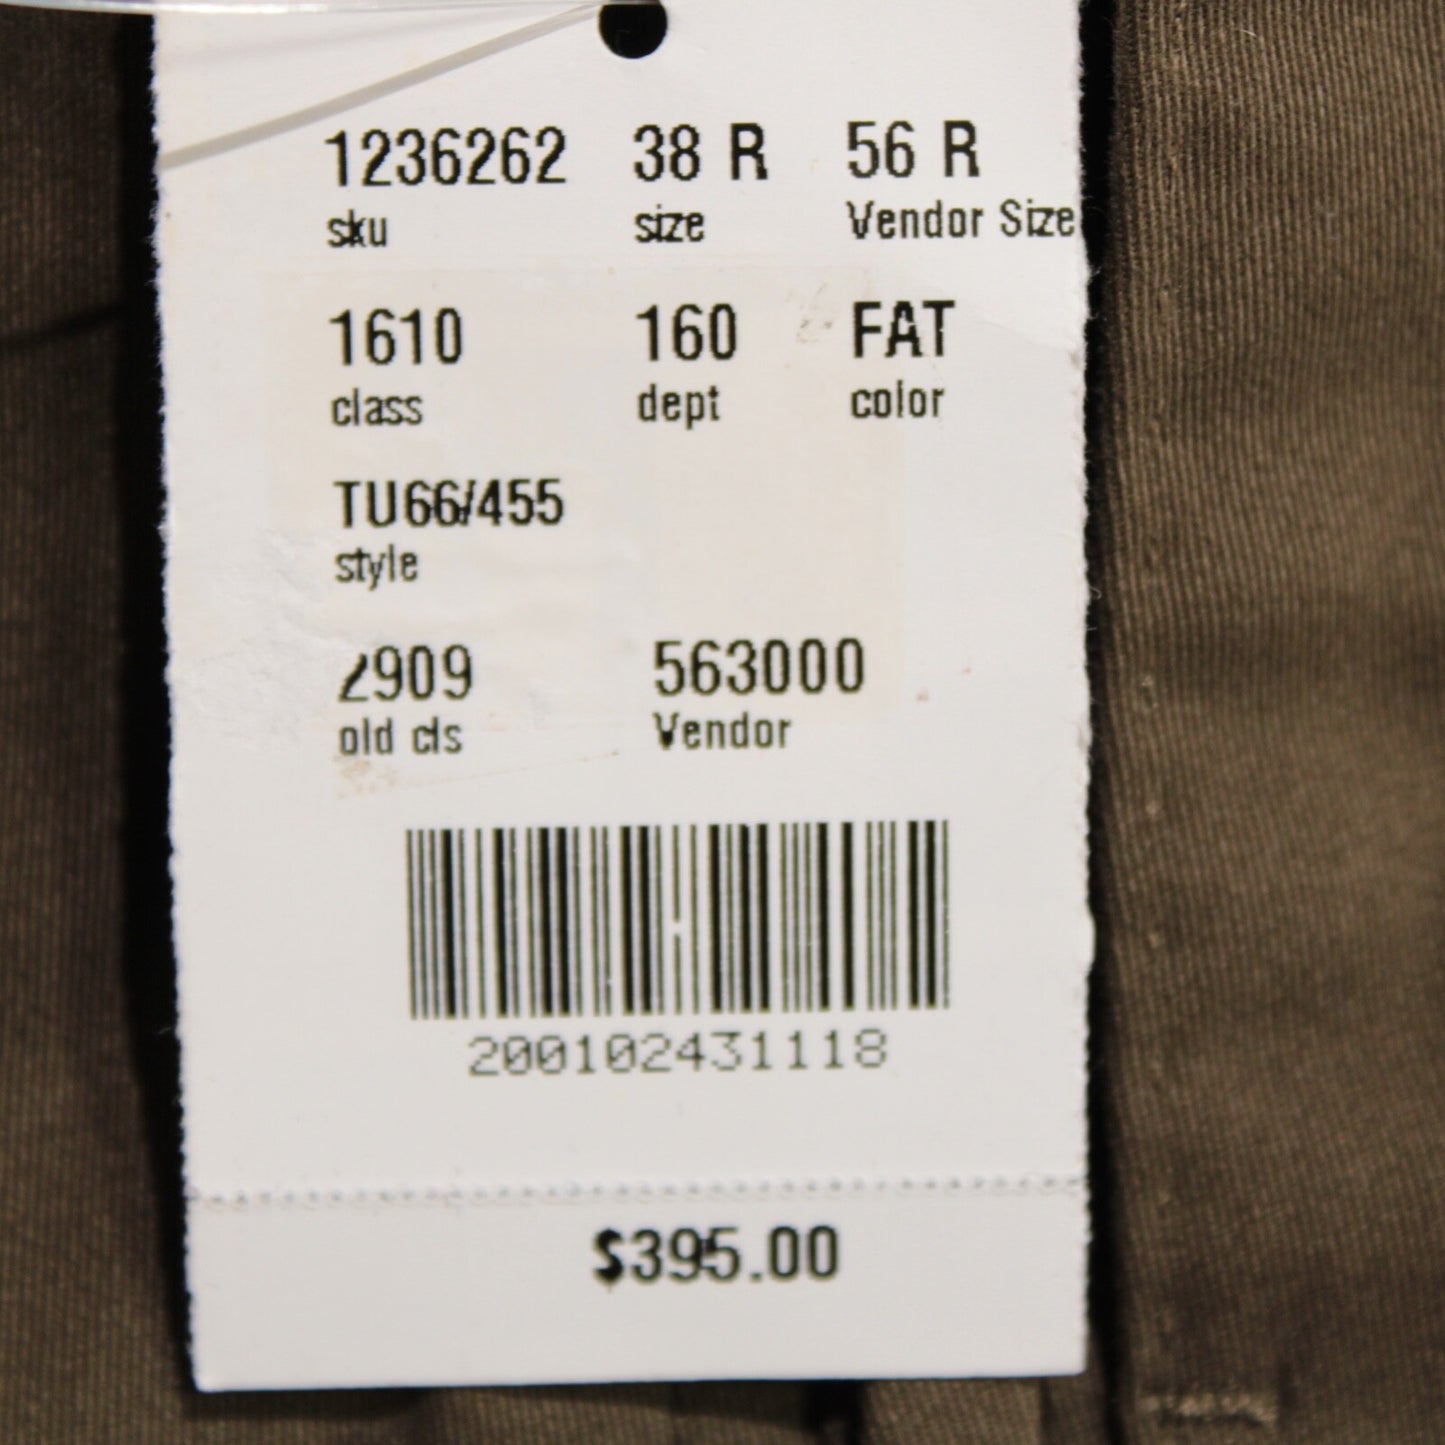 1236262 38 R 56 R
sku size Vendor Size
1610 160 FAT
class dept color
TU66/455
style
2909 563000
old cls Vendor
200102431118
$395.00